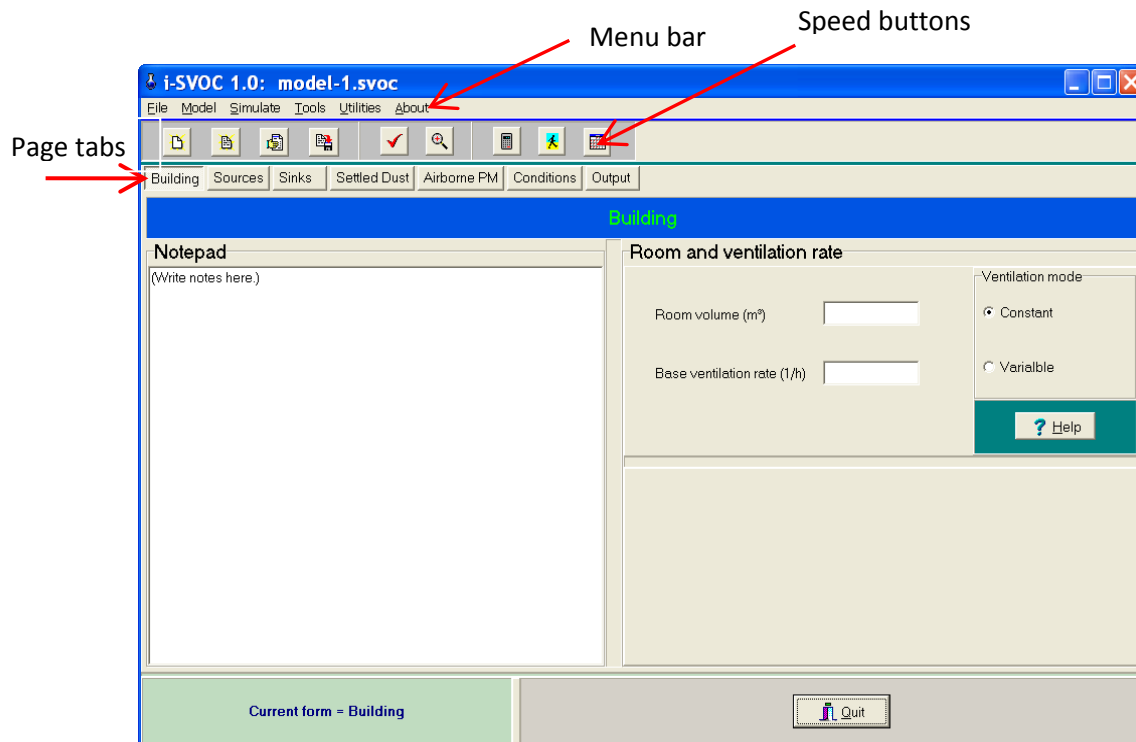 Speed buttons
Menu bar
i-SVOC 1.0: model-1.svoc
File Model Simulate Tools Utilities About
Page tabs
Building Sources Sinks Settled Dust Airborne PM Conditions Output
Building
Notepad
(Write notes here.)
Room and ventilation rate
Ventilation mode
Room volume (m³)
Constant
Base ventilation rate (1/h)
Varialble
? Help
Current form = Building
Quit